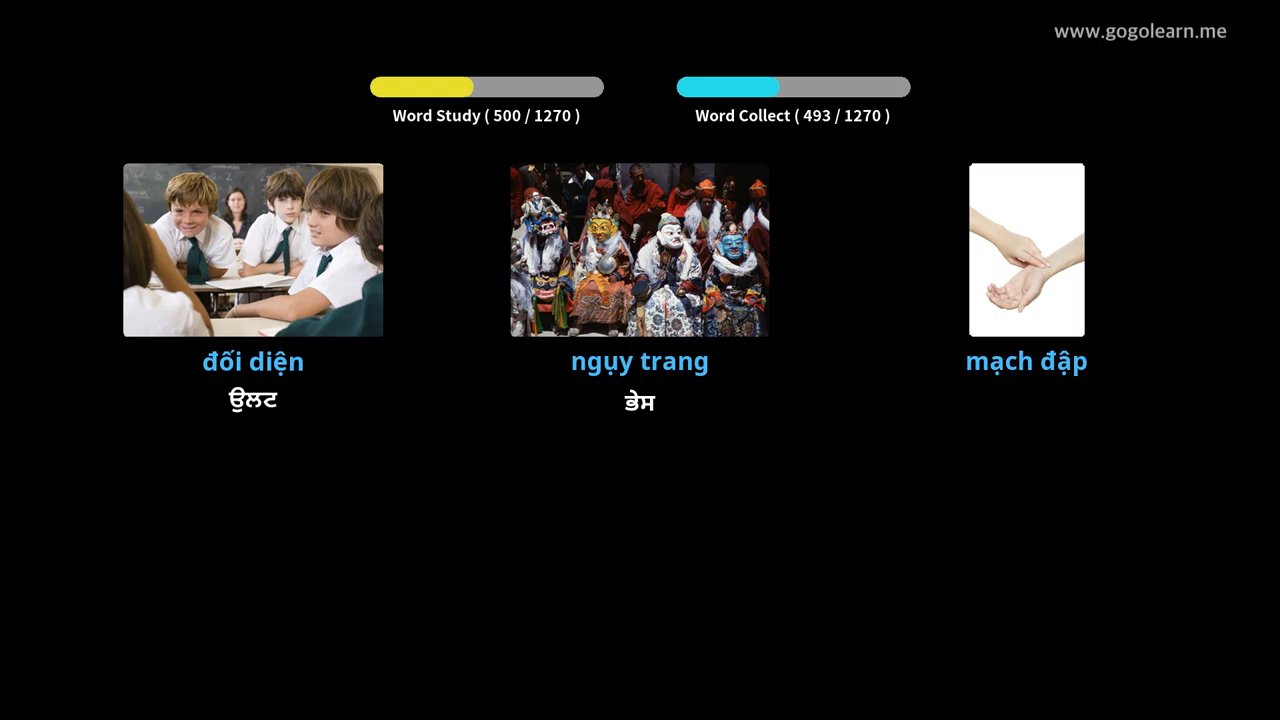 www.gogolearn.me
Word Study ( 500 / 1270 )
Word Collect ( 493 / 1270 )
đối diện
ngụy trang
mạch đập
ਉਲਟ
ਭੇਸ